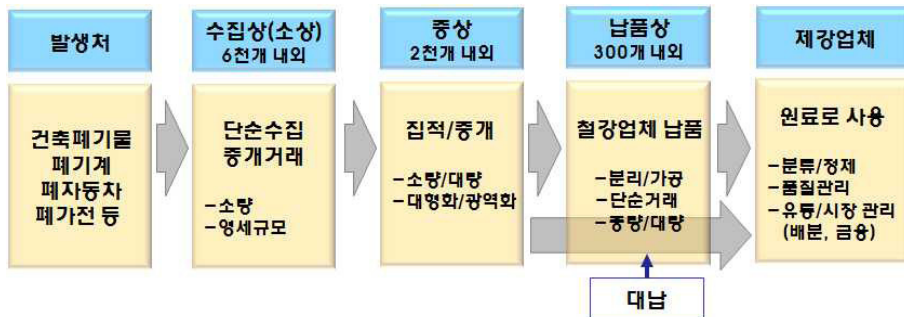 발생처
건축폐기물
폐기계
폐자동차
폐가전 등
수집상(소상)
6천개 내외
단순수집
중개거래
-소량
-영세규모
중상
2천개 내외
집적/중개
-소량/대량
-대형화/광역화
납품상
300개 내외
철강업체 납품
-분리/가공
-단순거래
-중량/대량
대납
제강업체
원료로 사용
-분류/정제
-품질관리
-유통/시장 관리
(배분, 금융)